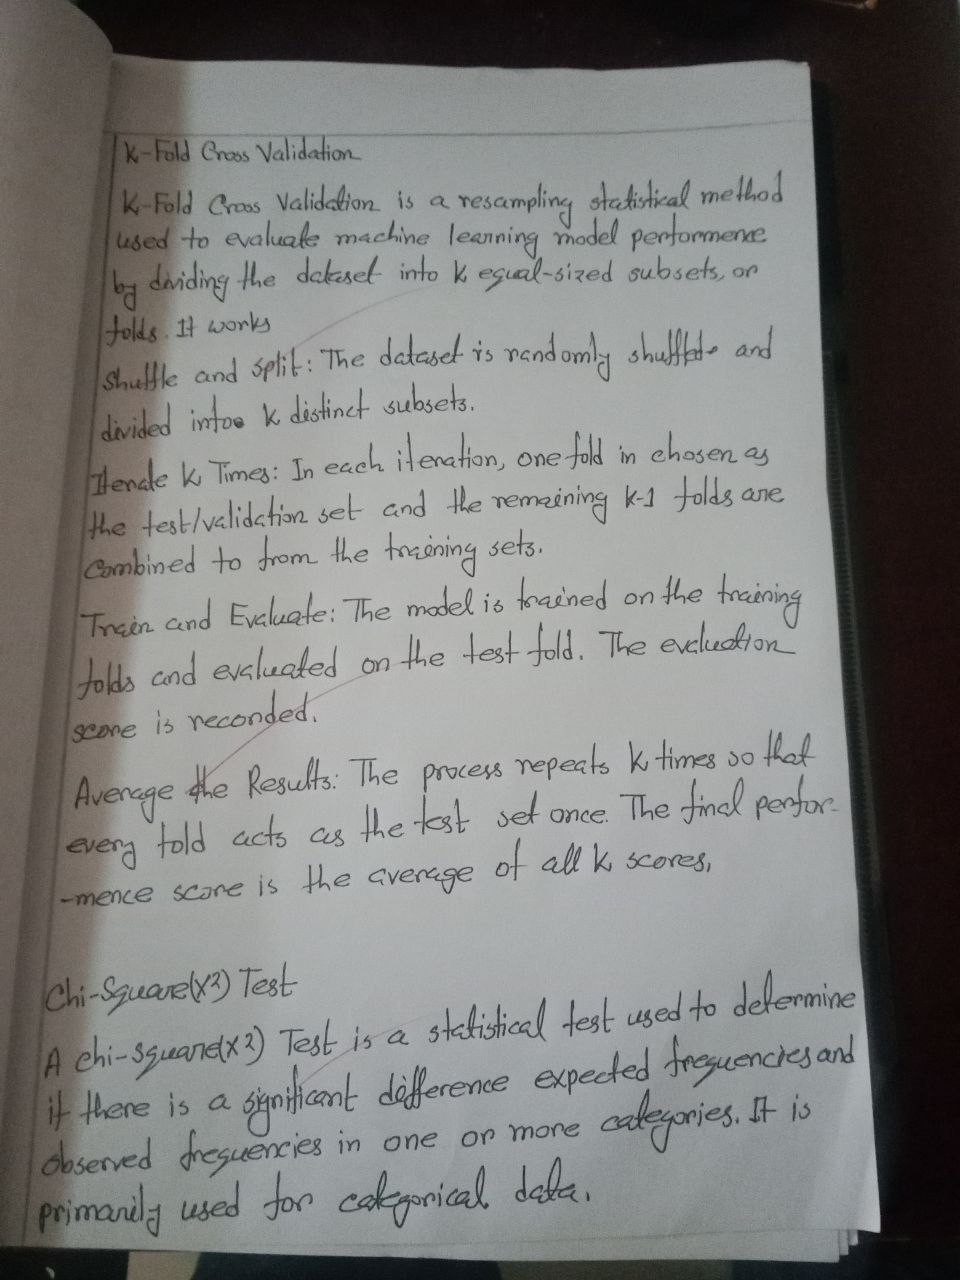 K-Fold Cross Validation
K-Fold Cross Validation is a resampling statistical method
used to evaluate machine learning model performence
by dividing the dataset into k equal-sized subsets, or
folds. It works
Shuffle and split: The dataset is randomly shuffled and
divided into k distinct subsets.
Iterate k Times: In each iteration, one fold in chosen as
the test/validation set and the remaining k-1 folds are
combined to from the training sets.
Train and Evaluate: The model is trained on the training
folds and evaluated on the test fold. The evaluation
score is recorded.
Average the Results: The process repeats k times so that
every fold acts as the test set once. The final perfor-
-mence score is the average of all k scores,
Chi-Square(X²) Test
A chi-square(x2) Test is a statistical test used to determine
if there is a significant difference expected frequencies and
observed frequencies in one or more categories. It is
primarily used for categorical data.